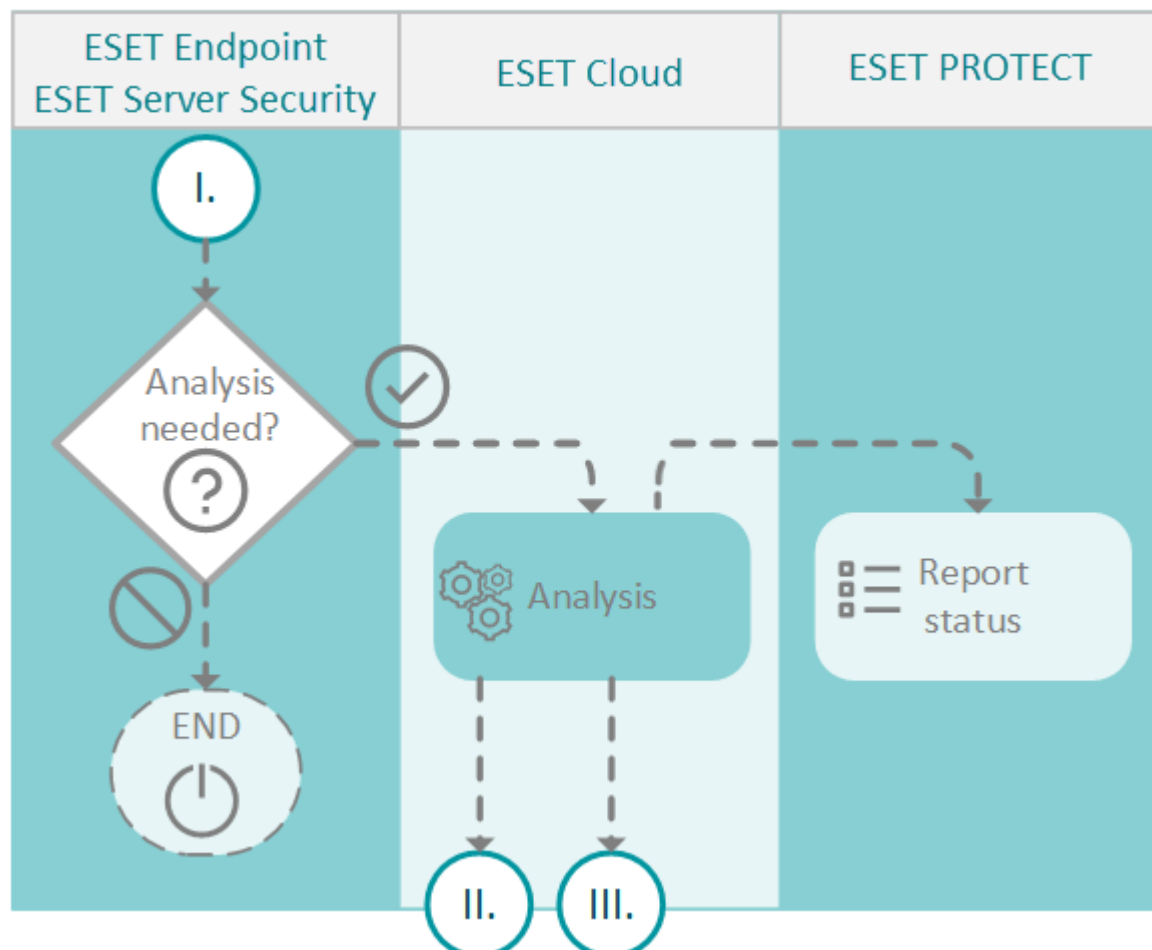 ESET Endpoint
ESET Server Security
ESET Cloud
ESET PROTECT
I.
Analysis
needed?
?
Analysis
Report
status
END
II.
III.